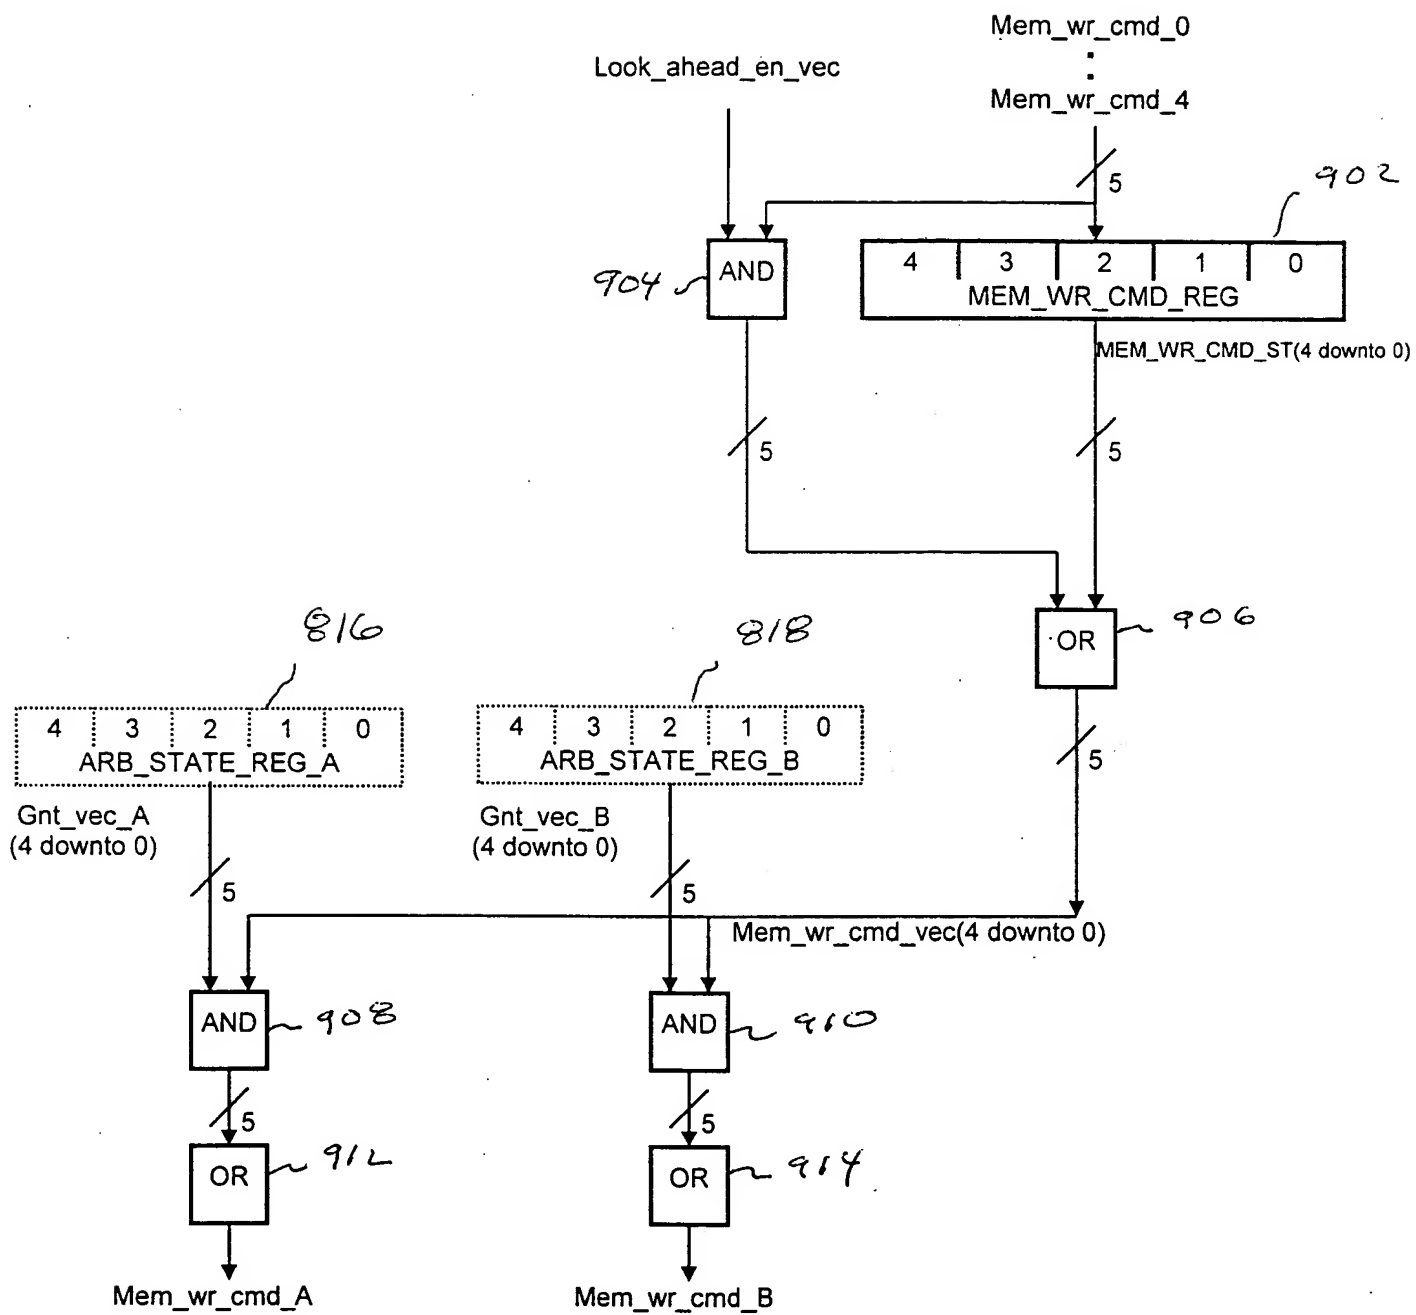 Mem_wr_cmd_0
:
Look_ahead_en_vec
Mem_wr_cmd_4
5
902
AND
904
4 3 2 1 0
MEM_WR_CMD_REG
MEM_WR_CMD_ST(4 downto 0)
5
5
816
818
OR
906
4 3 2 1 0
ARB_STATE_REG_A
4 3 2 1 0
ARB_STATE_REG_B
5
Gnt_vec_A
(4 downto 0)
Gnt_vec_B
(4 downto 0)
5
5
Mem_wr_cmd_vec(4 downto 0)
AND
908
AND
910
5
5
OR
912
OR
914
Mem_wr_cmd_A
Mem_wr_cmd_B